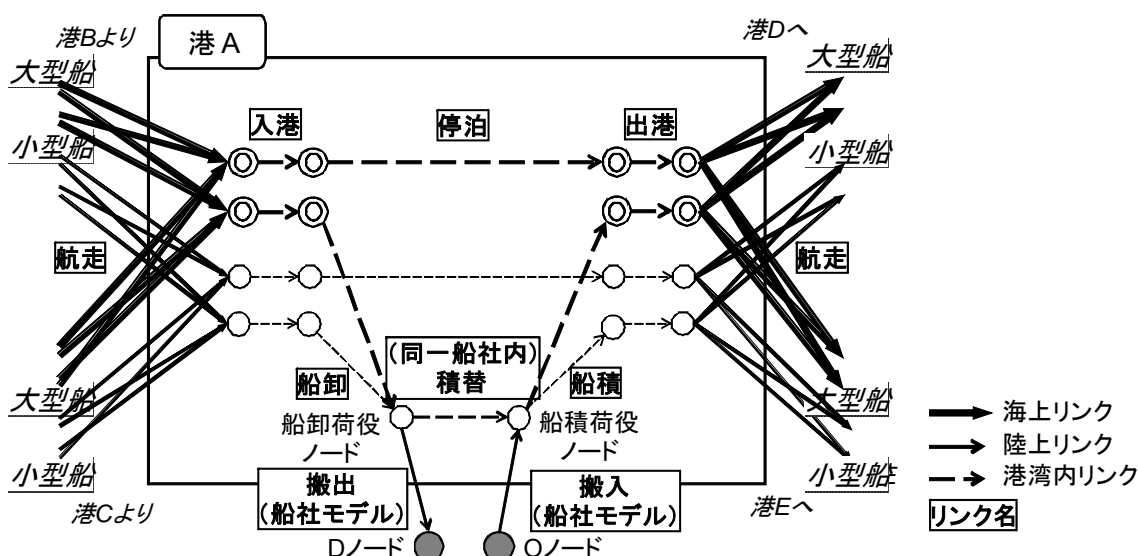 港Bより
港A
港Dへ
大型船
大型船
入港
停泊
出港
小型船
小型船
航走
航走
(同一船社内)
積替
船卸
船積
大型船
大型船
船卸荷役
ノード
船積荷役
ノード
海上リンク
陸上リンク
港湾内リンク
リンク名
小型船
小型船
港Cより
港Eへ
搬出
(船社モデル)
搬入
(船社モデル)
Dノード
Oノード